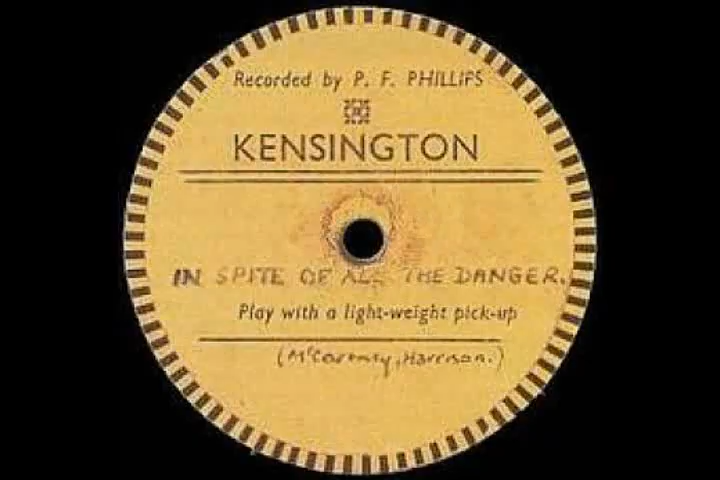 Recorded by P. F. PHILLIPS
KENSINGTON
IN SPITE OF ALL THE DANGER.
Play with a light-weight pick-up
(McCartney, Harrison.)